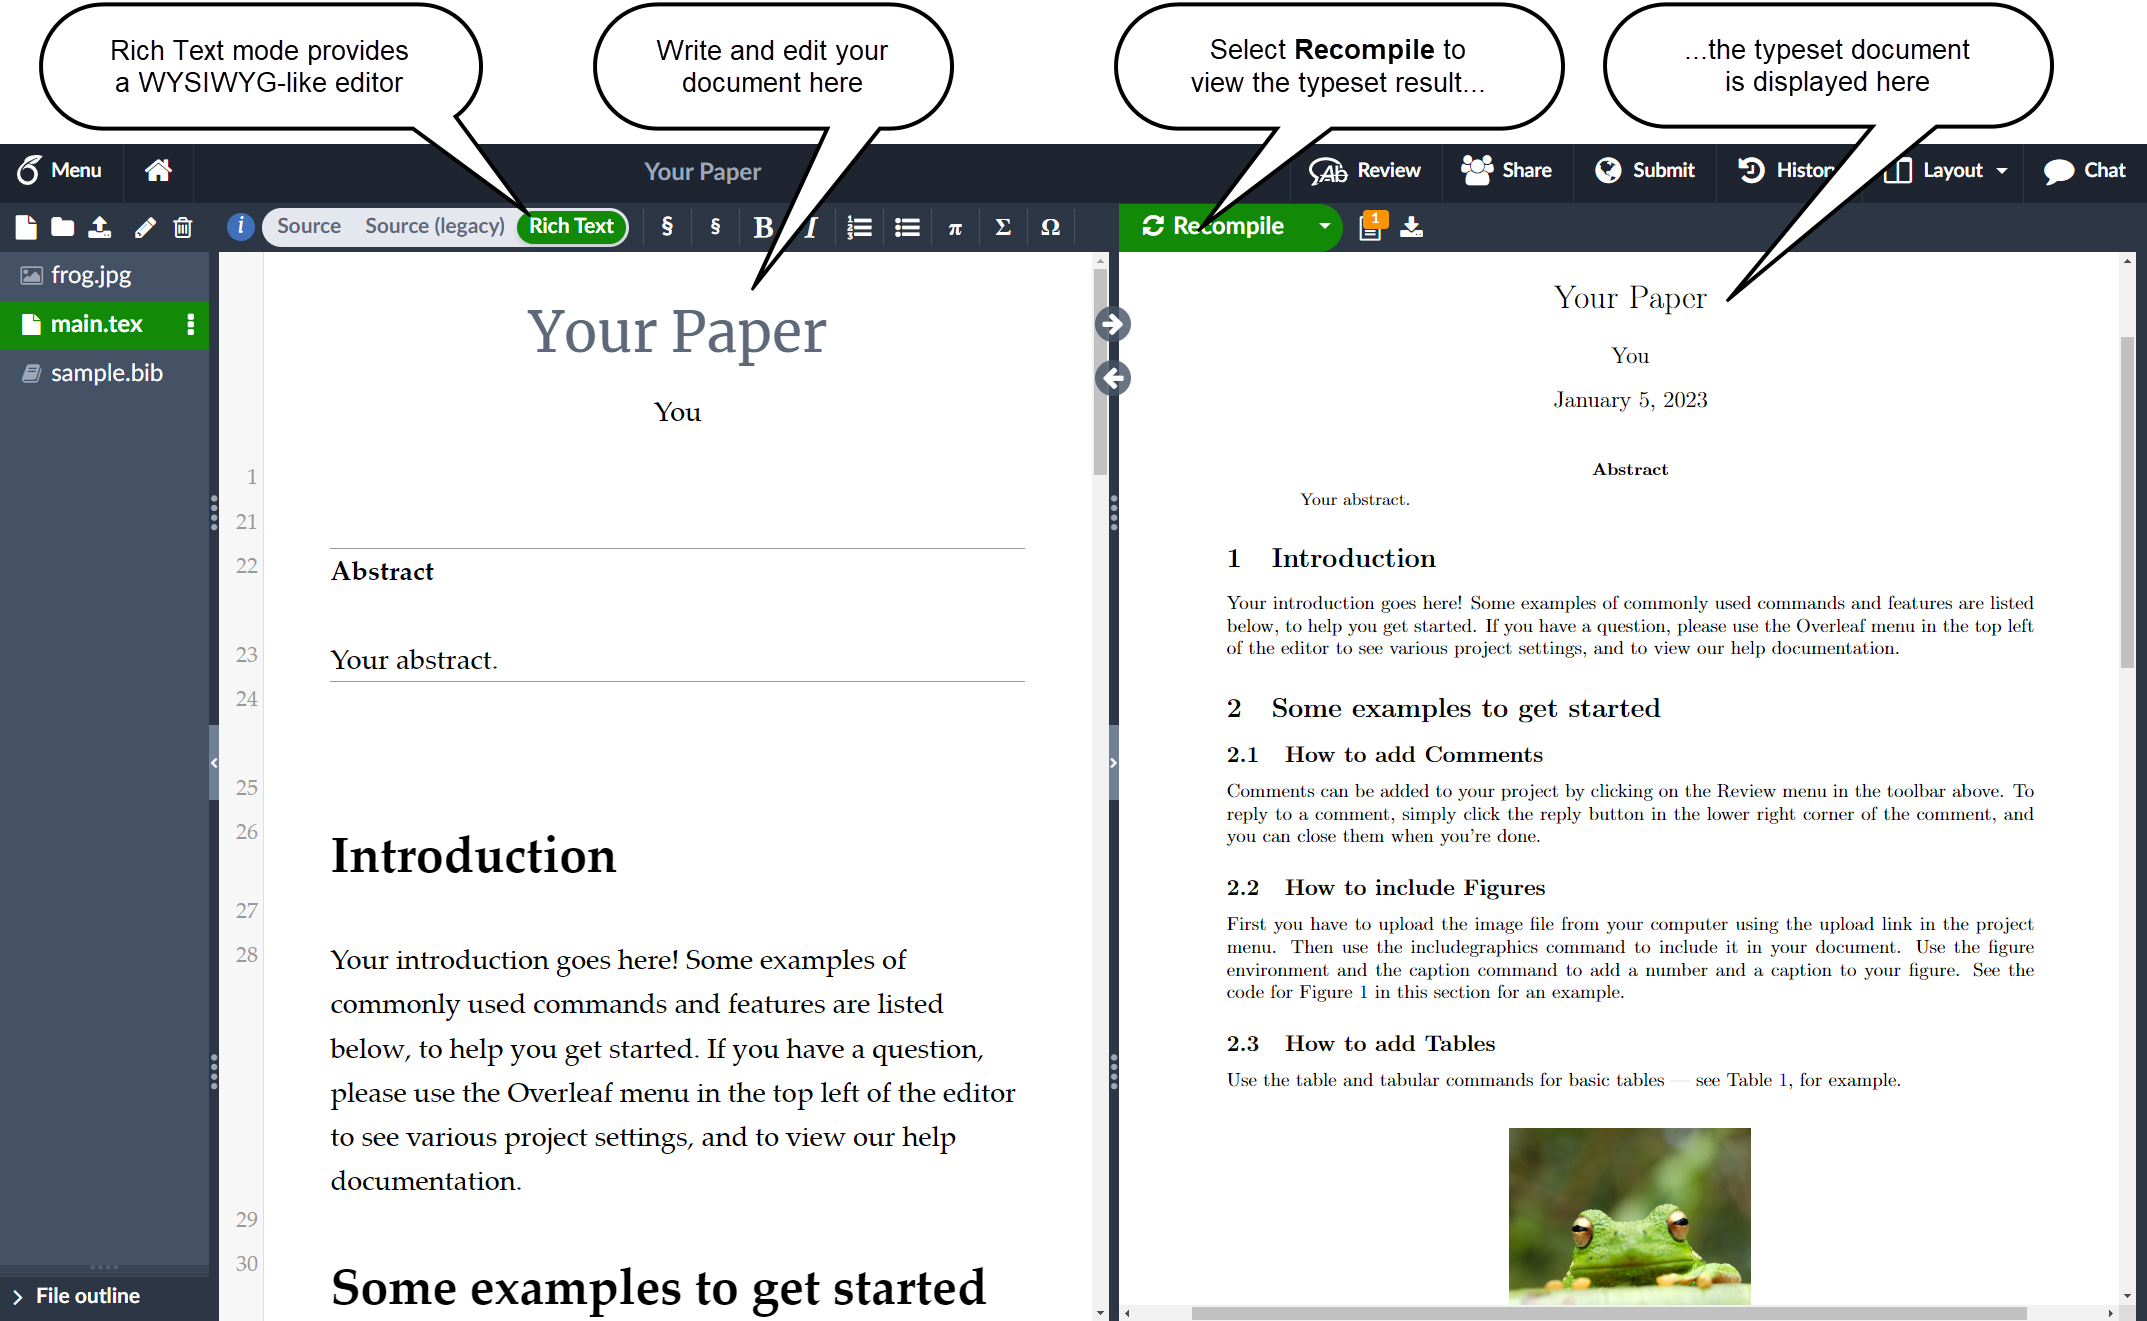 Rich Text mode provides
a WYSIWYG-like editor
Write and edit your
document here
Select Recompile to
view the typeset result...
...the typeset document
is displayed here
Menu
Your Paper
Review
Share
Submit
History
Layout
Chat
i
Source
Source (legacy)
Rich Text
§
§
B
I
π
Σ
Ω
Recompile
1
frog.jpg
main.tex
sample.bib
File outline
Your Paper
You
1
21
22
Abstract
23
Your abstract.
24
25
26
Introduction
27
28
Your introduction goes here! Some examples of
commonly used commands and features are listed
below, to help you get started. If you have a question,
please use the Overleaf menu in the top left of the editor
to see various project settings, and to view our help
documentation.
29
30
Some examples to get started
Your Paper
You
January 5, 2023
Abstract
Your abstract.
1 Introduction
Your introduction goes here! Some examples of commonly used commands and features are listed
below, to help you get started. If you have a question, please use the Overleaf menu in the top left
of the editor to see various project settings, and to view our help documentation.
2 Some examples to get started
2.1 How to add Comments
Comments can be added to your project by clicking on the Review menu in the toolbar above. To
reply to a comment, simply click the reply button in the lower right corner of the comment, and
you can close them when you're done.
2.2 How to include Figures
First you have to upload the image file from your computer using the upload link in the project
menu. Then use the includegraphics command to include it in your document. Use the figure
environment and the caption command to add a number and a caption to your figure. See the
code for Figure 1 in this section for an example.
2.3 How to add Tables
Use the table and tabular commands for basic tables — see Table 1, for example.